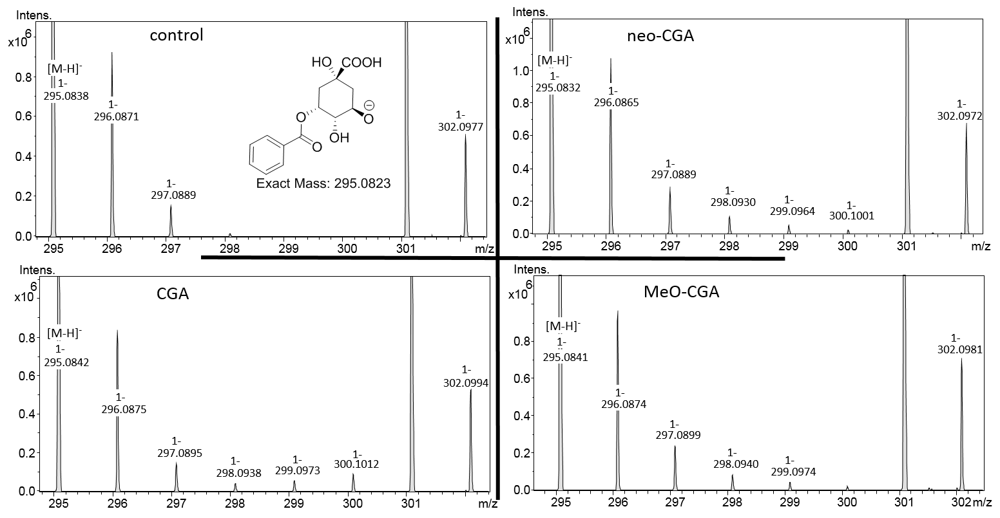 Intens.
x10
6
control
[M-H]-
1-
295.0838
1-
296.0871
1-
297.0889
1-
302.0977
HO
COOH
O
OH
O
O
Exact Mass: 295.0823
0.8
0.6
0.4
0.2
0.0
295 296 297 298 299 300 301 m/z
Intens.
x10
6
neo-CGA
[M-H]-
1-
295.0832
1-
296.0865
1-
297.0889
1-
298.0930
1-
299.0964
1-
300.1001
1-
302.0972
1.0
0.8
0.6
0.4
0.2
0.0
295 296 297 298 299 300 301 m/z
Intens.
x10
6
CGA
[M-H]-
1-
295.0842
1-
296.0875
1-
297.0895
1-
298.0938
1-
299.0973
1-
300.1012
1-
302.0994
0.8
0.6
0.4
0.2
0.0
295 296 297 298 299 300 301 m/z
Intens.
x10
6
MeO-CGA
[M-H]-
1-
295.0841
1-
296.0874
1-
297.0899
1-
298.0940
1-
299.0974
1-
302.0981
0.8
0.6
0.4
0.2
0.0
295 296 297 298 299 300 301 302 m/z